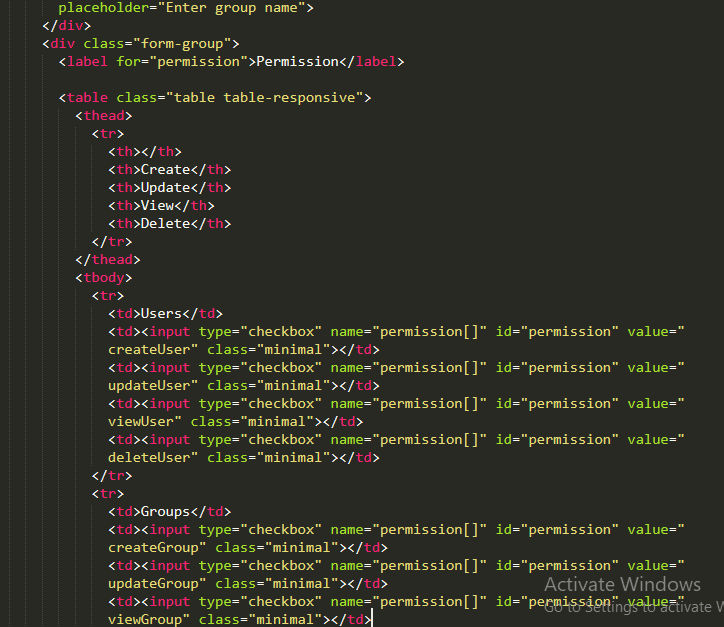 placeholder="Enter group name">
</div>
<div class="form-group">
<label for="permission">Permission</label>
<table class="table table-responsive">
<thead>
<tr>
<th></th>
<th>Create</th>
<th>Update</th>
<th>View</th>
<th>Delete</th>
</tr>
</thead>
<tbody>
<tr>
<td>Users</td>
<td><input type="checkbox" name="permission[]" id="permission" value="
createUser" class="minimal"></td>
<td><input type="checkbox" name="permission[]" id="permission" value="
updateUser" class="minimal"></td>
<td><input type="checkbox" name="permission[]" id="permission" value="
viewUser" class="minimal"></td>
<td><input type="checkbox" name="permission[]" id="permission" value="
deleteUser" class="minimal"></td>
</tr>
<tr>
<td>Groups</td>
<td><input type="checkbox" name="permission[]" id="permission" value="
createGroup" class="minimal"></td>
<td><input type="checkbox" name="permission[]" id="permission" value="
updateGroup" class="minimal"></td>
<td><input type="checkbox" name="permission[]" id="permission" value="
viewGroup" class="minimal"></td>
Activate Windows
Go to Settings to activate W